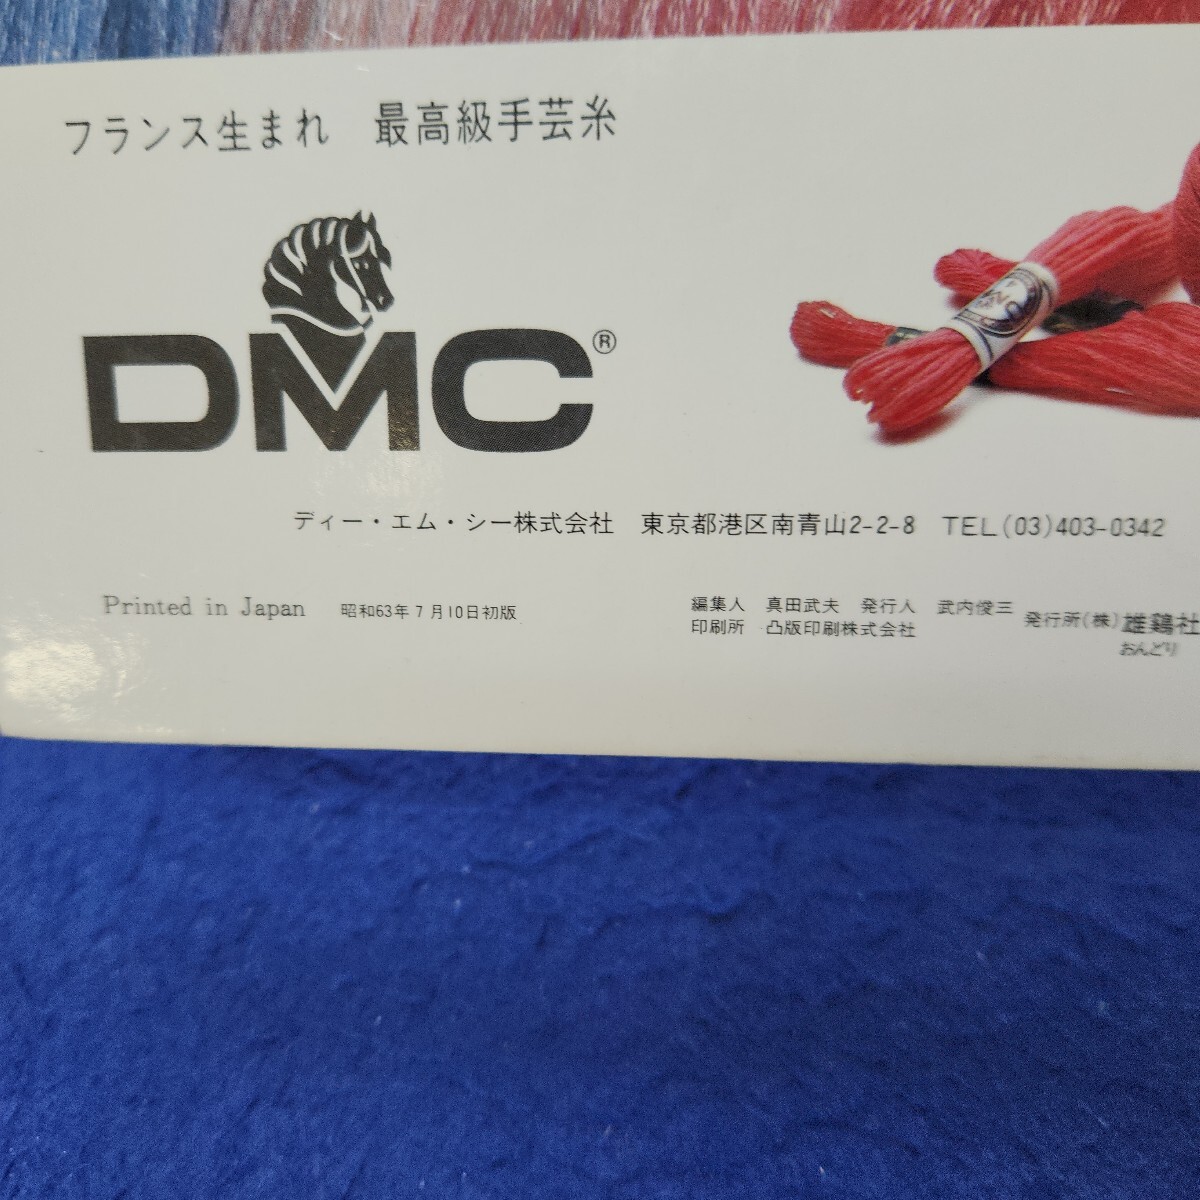 フランス生まれ　最高級手芸糸
DMC®
ディー・エム・シー株式会社　東京都港区南青山2-2-8　TEL(03)403-0342
Printed in Japan　昭和63年7月10日初版
編集人　真田武夫　発行人　武内俊三
印刷所　凸版印刷株式会社
発行所(株)雄鶏社
おんどり